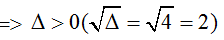 => Δ > 0(√Δ = √4 = 2)